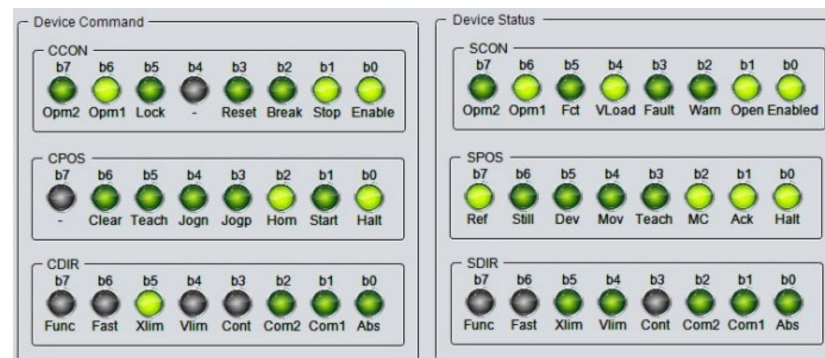 Device Command
CCON
b7 b6 b5 b4 b3 b2 b1 b0
Opm2 Opm1 Lock - Reset Break Stop Enable
CPOS
b7 b6 b5 b4 b3 b2 b1 b0
- Clear Teach Jogn Jogp Hom Start Halt
CDIR
b7 b6 b5 b4 b3 b2 b1 b0
Func Fast Xlim Vlim Cont Com2 Com1 Abs
Device Status
SCON
b7 b6 b5 b4 b3 b2 b1 b0
Opm2 Opm1 Fct VLoad Fault Warn Open Enabled
SPOS
b7 b6 b5 b4 b3 b2 b1 b0
Ref Still Dev Mov Teach MC Ack Halt
SDIR
b7 b6 b5 b4 b3 b2 b1 b0
Func Fast Xlim Vlim Cont Com2 Com1 Abs